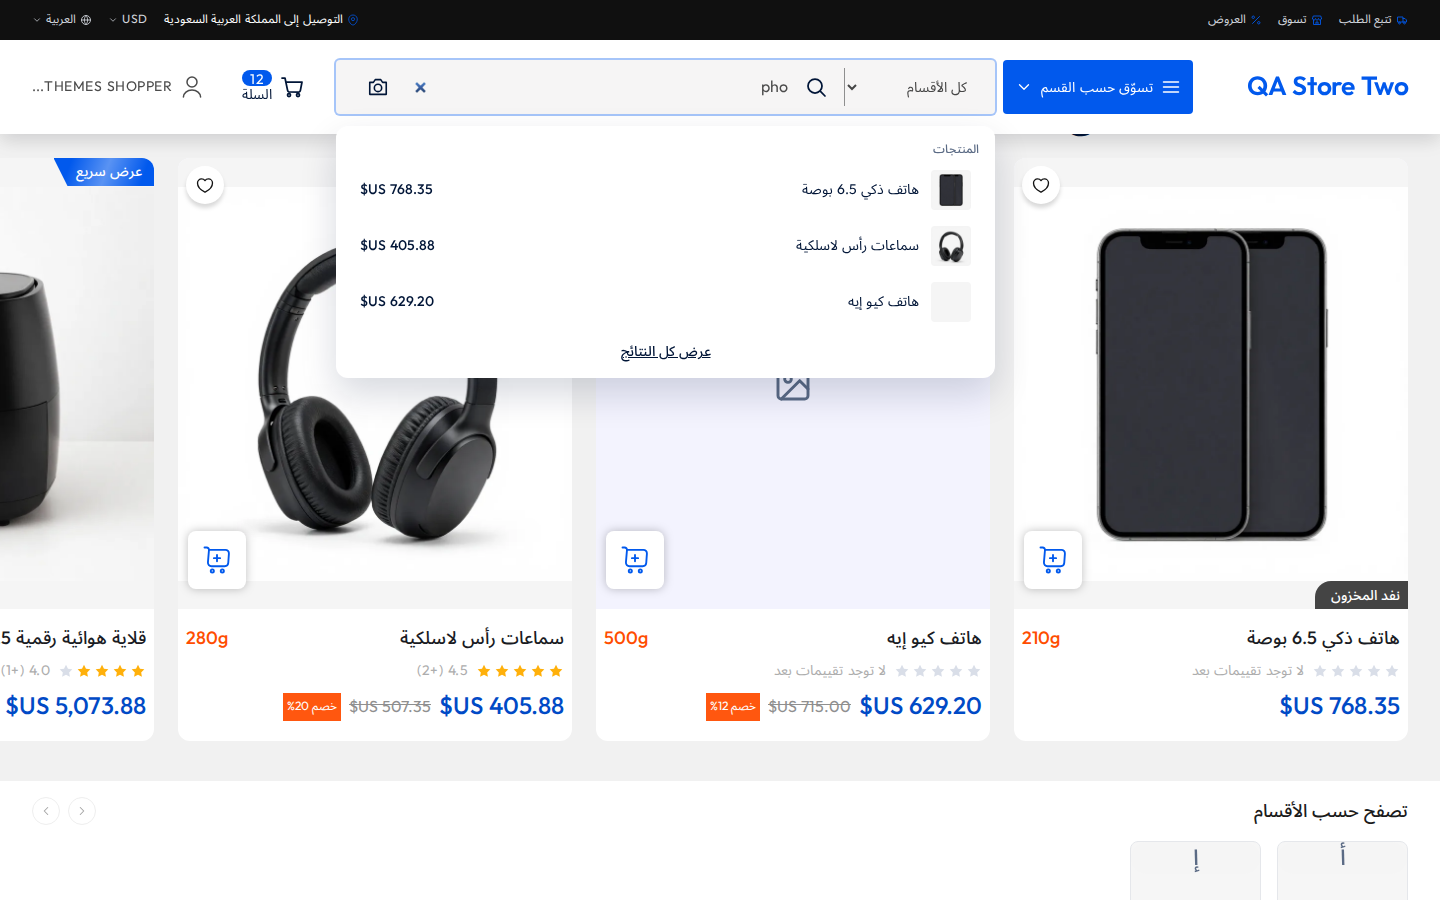 تتبع الطلب
تسوق
العروض
التوصيل إلى المملكة العربية السعودية
USD
العربية
QA Store Two
تسوّق حسب القسم
كل الأقسام
pho
12
السلة
THEMES SHOPPER...
المنتجات
هاتف ذكي 6.5 بوصة
$US 768.35
سماعات رأس لاسلكية
$US 405.88
هاتف كيو إيه
$US 629.20
عرض كل النتائج
عرض سريع
نفد المخزون
هاتف ذكي 6.5 بوصة
210g
لا توجد تقييمات بعد
$US 768.35
هاتف كيو إيه
500g
لا توجد تقييمات بعد
$US 629.20 $US 715.00 خصم 12%
سماعات رأس لاسلكية
280g
4.5 (+2)
$US 405.88 $US 507.35 خصم 20%
قلاية هوائية رقمية 5
4.0 (+1)
$US 5,073.88
تصفح حسب الأقسام
أ
إ